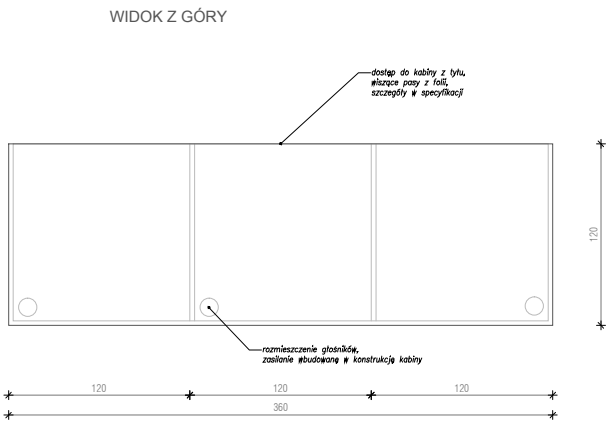 WIDOK Z GÓRY
dostęp do kabiny z tyłu,
wiszące pasy z folii,
szczegóły w specyfikacji
120
rozmieszczenie głośników,
zasilanie wbudowane w konstrukcję kabiny
120
120
120
360